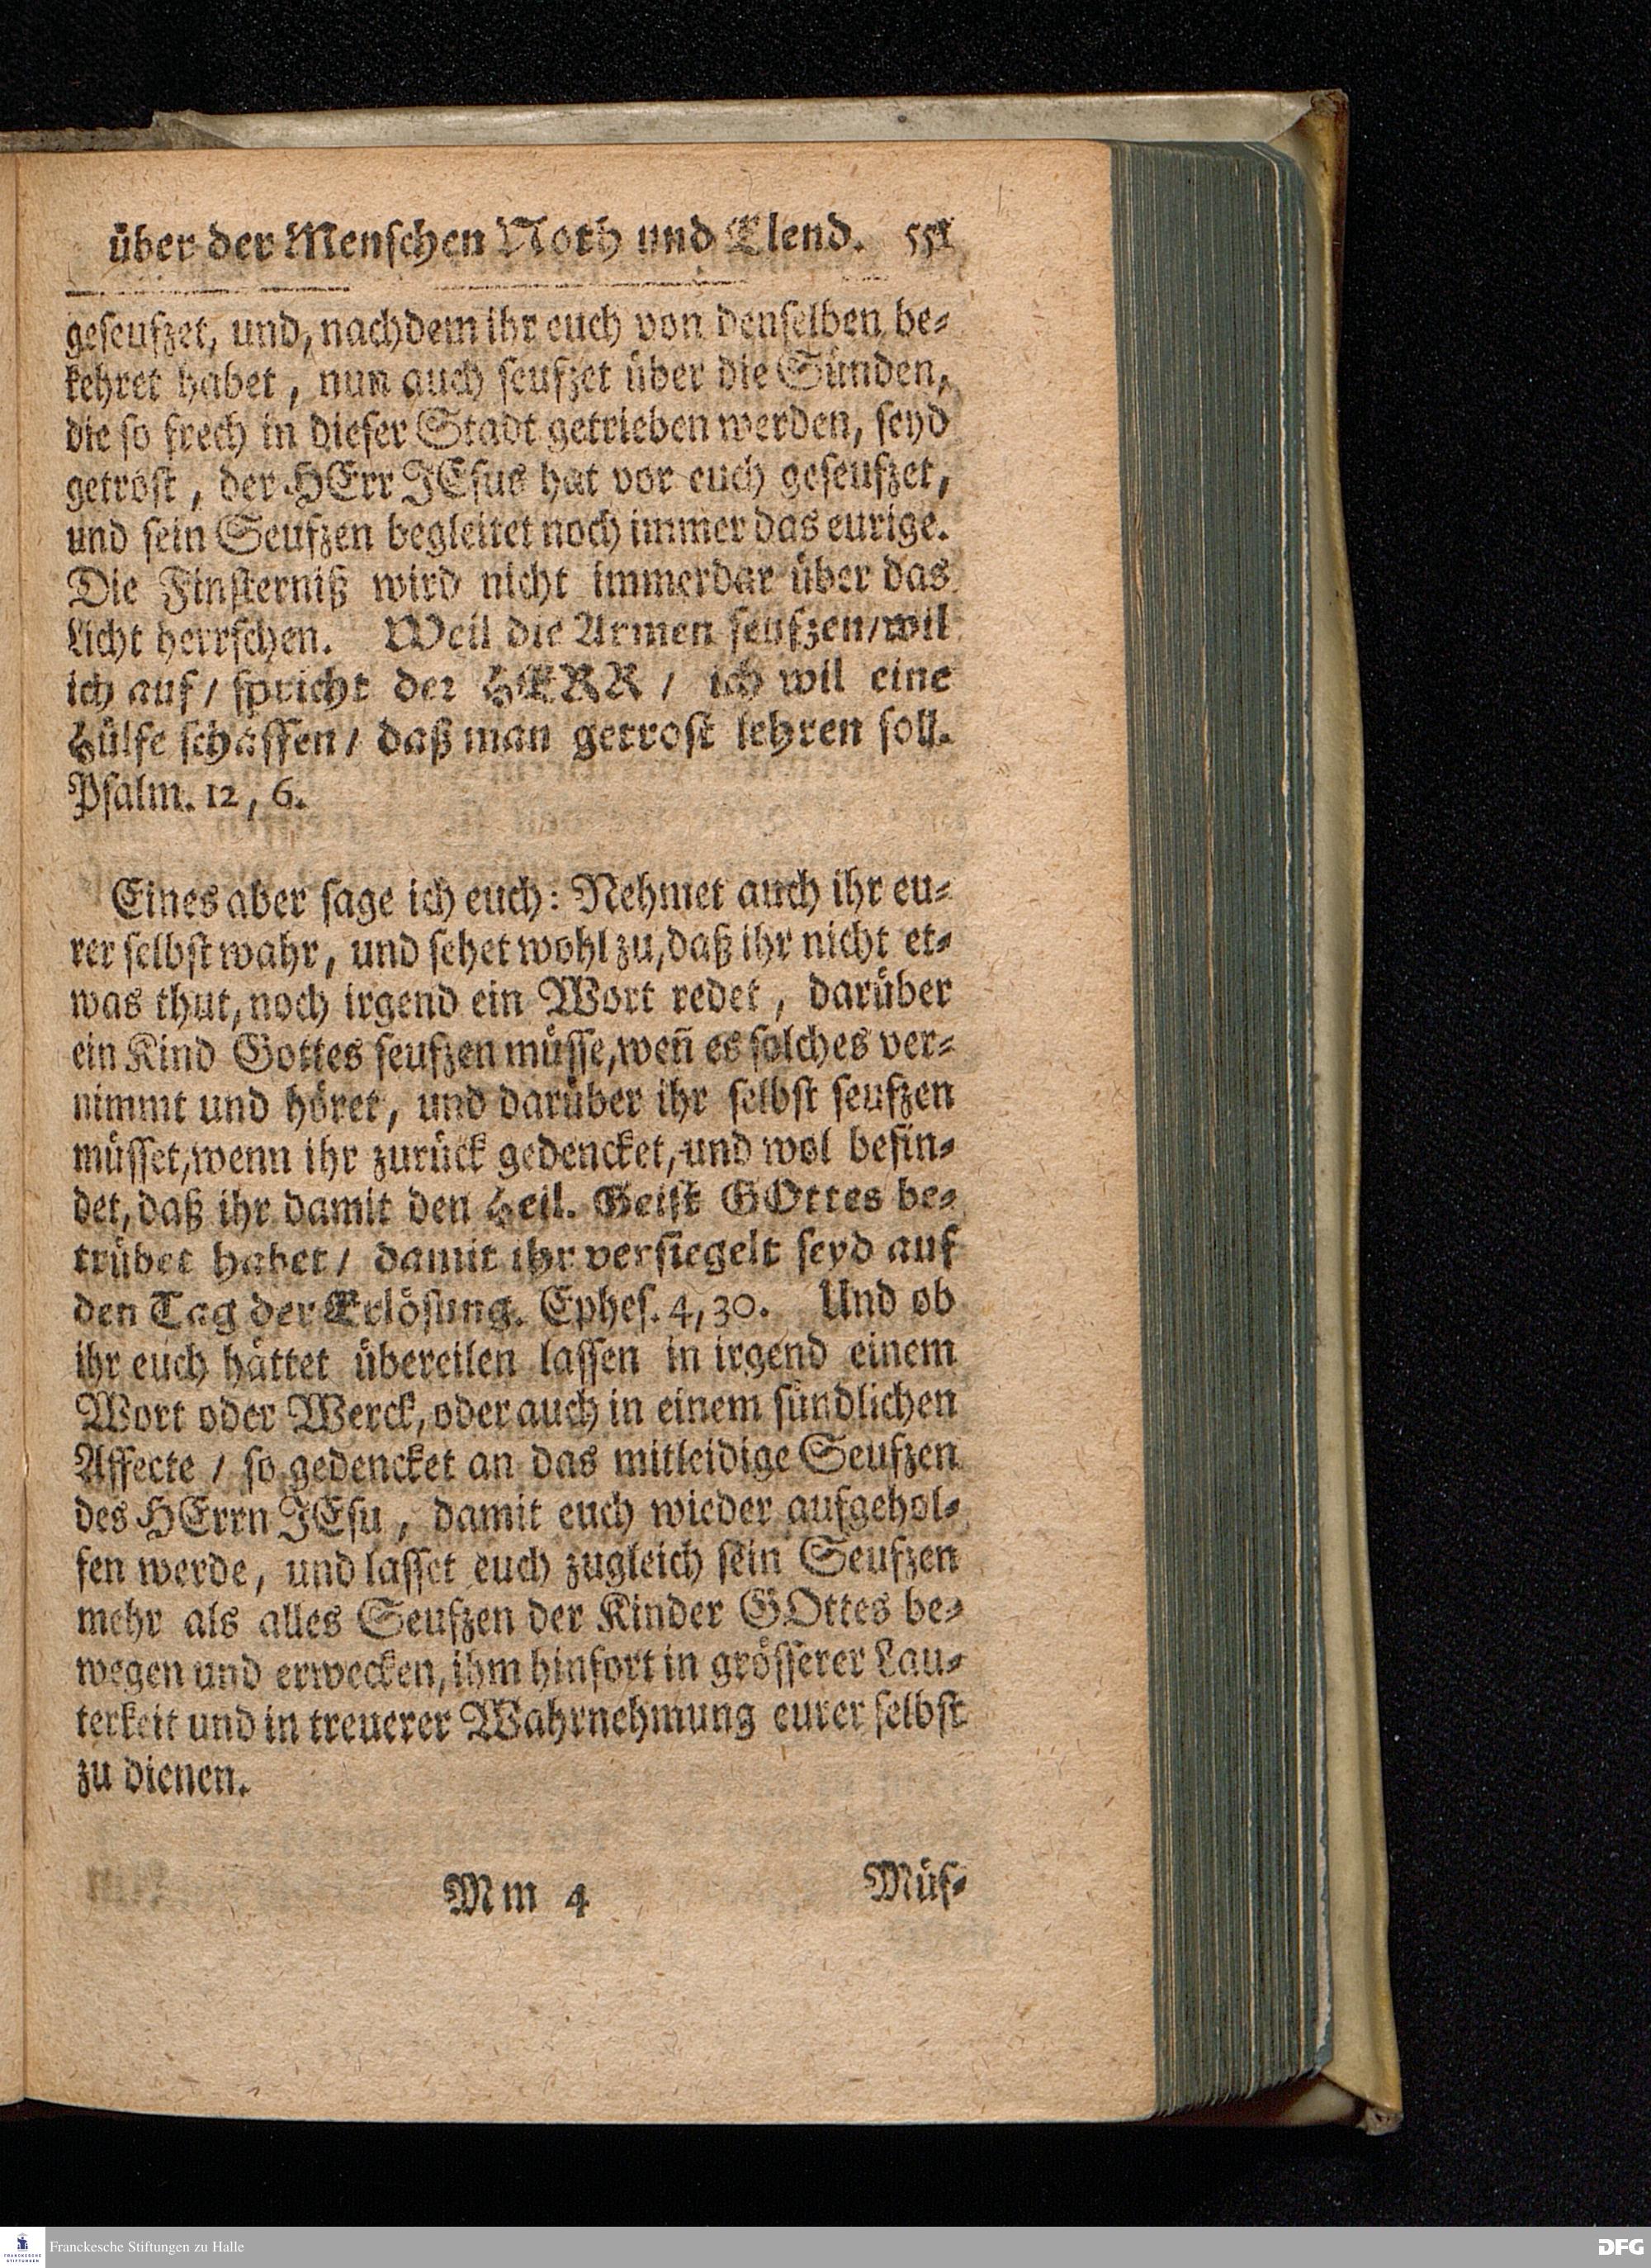 über der Menschen Noth und Elend. 551
geseufzet, und, nachdem ihr euch von denselben be-
kehret habet, nun auch seufzet über die Sünden,
die so frech in dieser Stadt getrieben werden, seyd
getrost, der HErr JEsus hat vor euch geseufzet,
und sein Seufzen begleitet noch immer das eurige.
Die Finsterniß wird nicht immerdar über das
Licht herrschen. Weil die Armen seufzen/wil
ich auf/ spricht der HERR/ ich wil eine
Hülfe schaffen/ daß man getrost lehren soll.
Psalm. 12, 6.
Eines aber sage ich euch: Nehmet auch ihr eu-
rer selbst wahr, und sehet wohl zu, daß ihr nicht et-
was thut, noch irgend ein Wort redet, darüber
ein Kind Gottes seufzen müsse, weñ es solches ver-
nimmt und höret, und darüber ihr selbst seufzen
müsset, wenn ihr zurück gedencket, und wol befin-
det, daß ihr damit den Heil. Geist GOttes be-
trübet habet/ damit ihr versiegelt seyd auf
den Tag der Erlösung. Ephes. 4, 30. Und ob
ihr euch hättet übereilen lassen in irgend einem
Wort oder Werck, oder auch in einem sündlichen
Affecte / so gedencket an das mitleidige Seufzen
des HErrn JEsu, damit euch wieder aufgehol-
fen werde, und lasset euch zugleich sein Seufzen
mehr als alles Seufzen der Kinder GOttes be-
wegen und erwecken, ihm hinfort in grösserer Lau-
terkeit und in treuerer Wahrnehmung eurer selbst
zu dienen.
Mm 4 Müs-
FRANCKESCHE STIFTUNGEN
Franckesche Stiftungen zu Halle
DFG